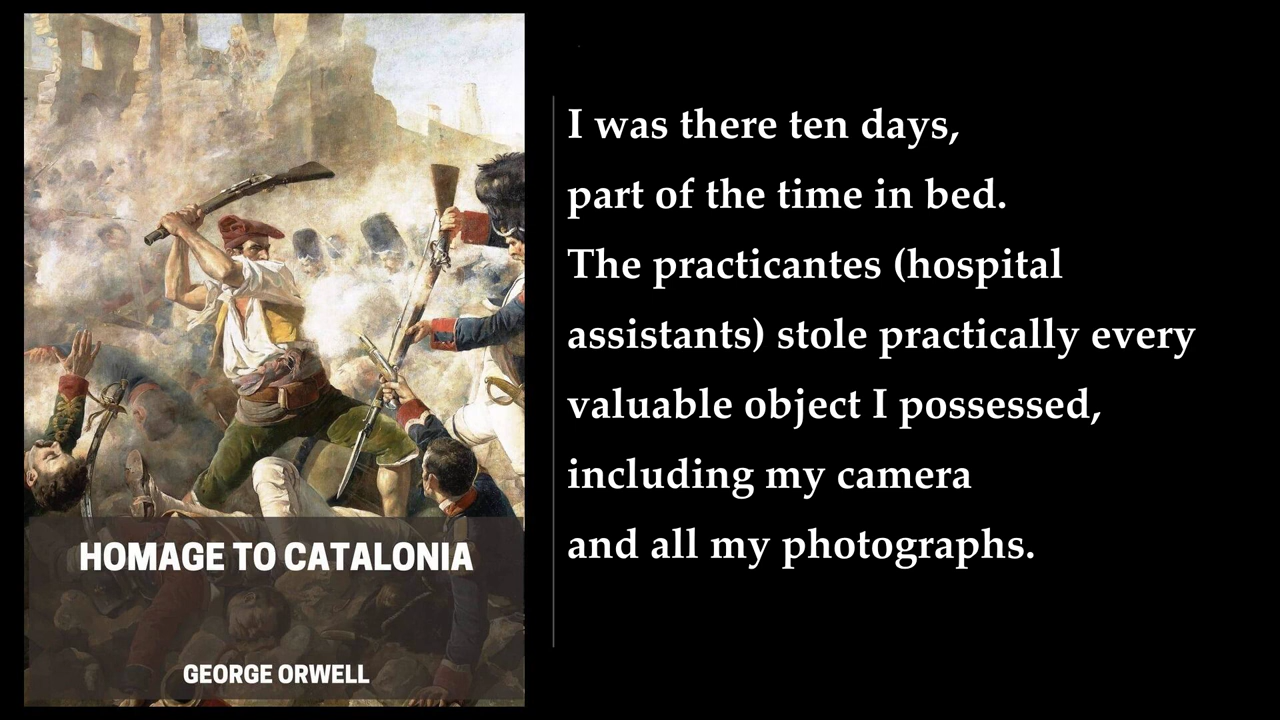 HOMAGE TO CATALONIA
GEORGE ORWELL
I was there ten days,
part of the time in bed.
The practicantes (hospital
assistants) stole practically every
valuable object I possessed,
including my camera
and all my photographs.